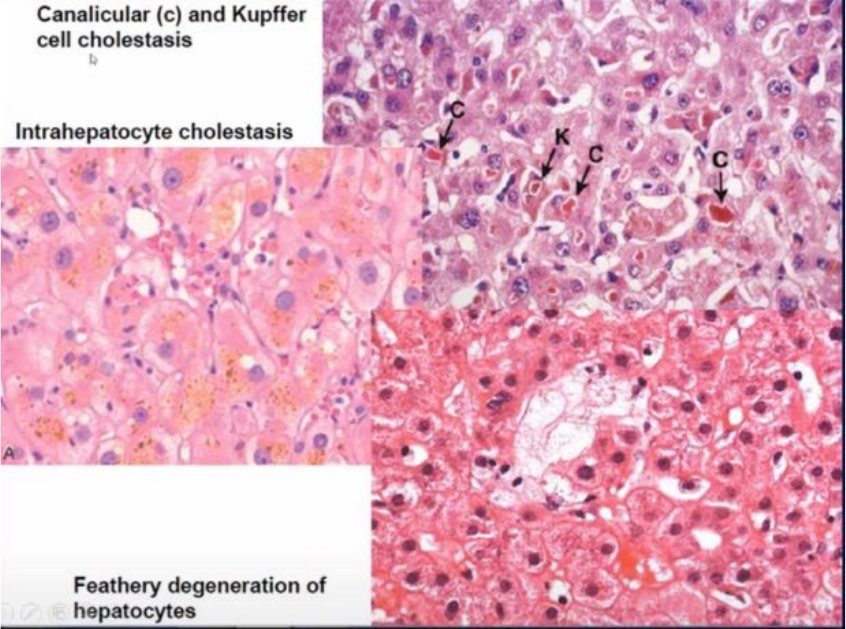 Canalicular (c) and Kupffer
cell cholestasis
Intrahepatocyte cholestasis
C
K
C
C
A
Feathery degeneration of
hepatocytes